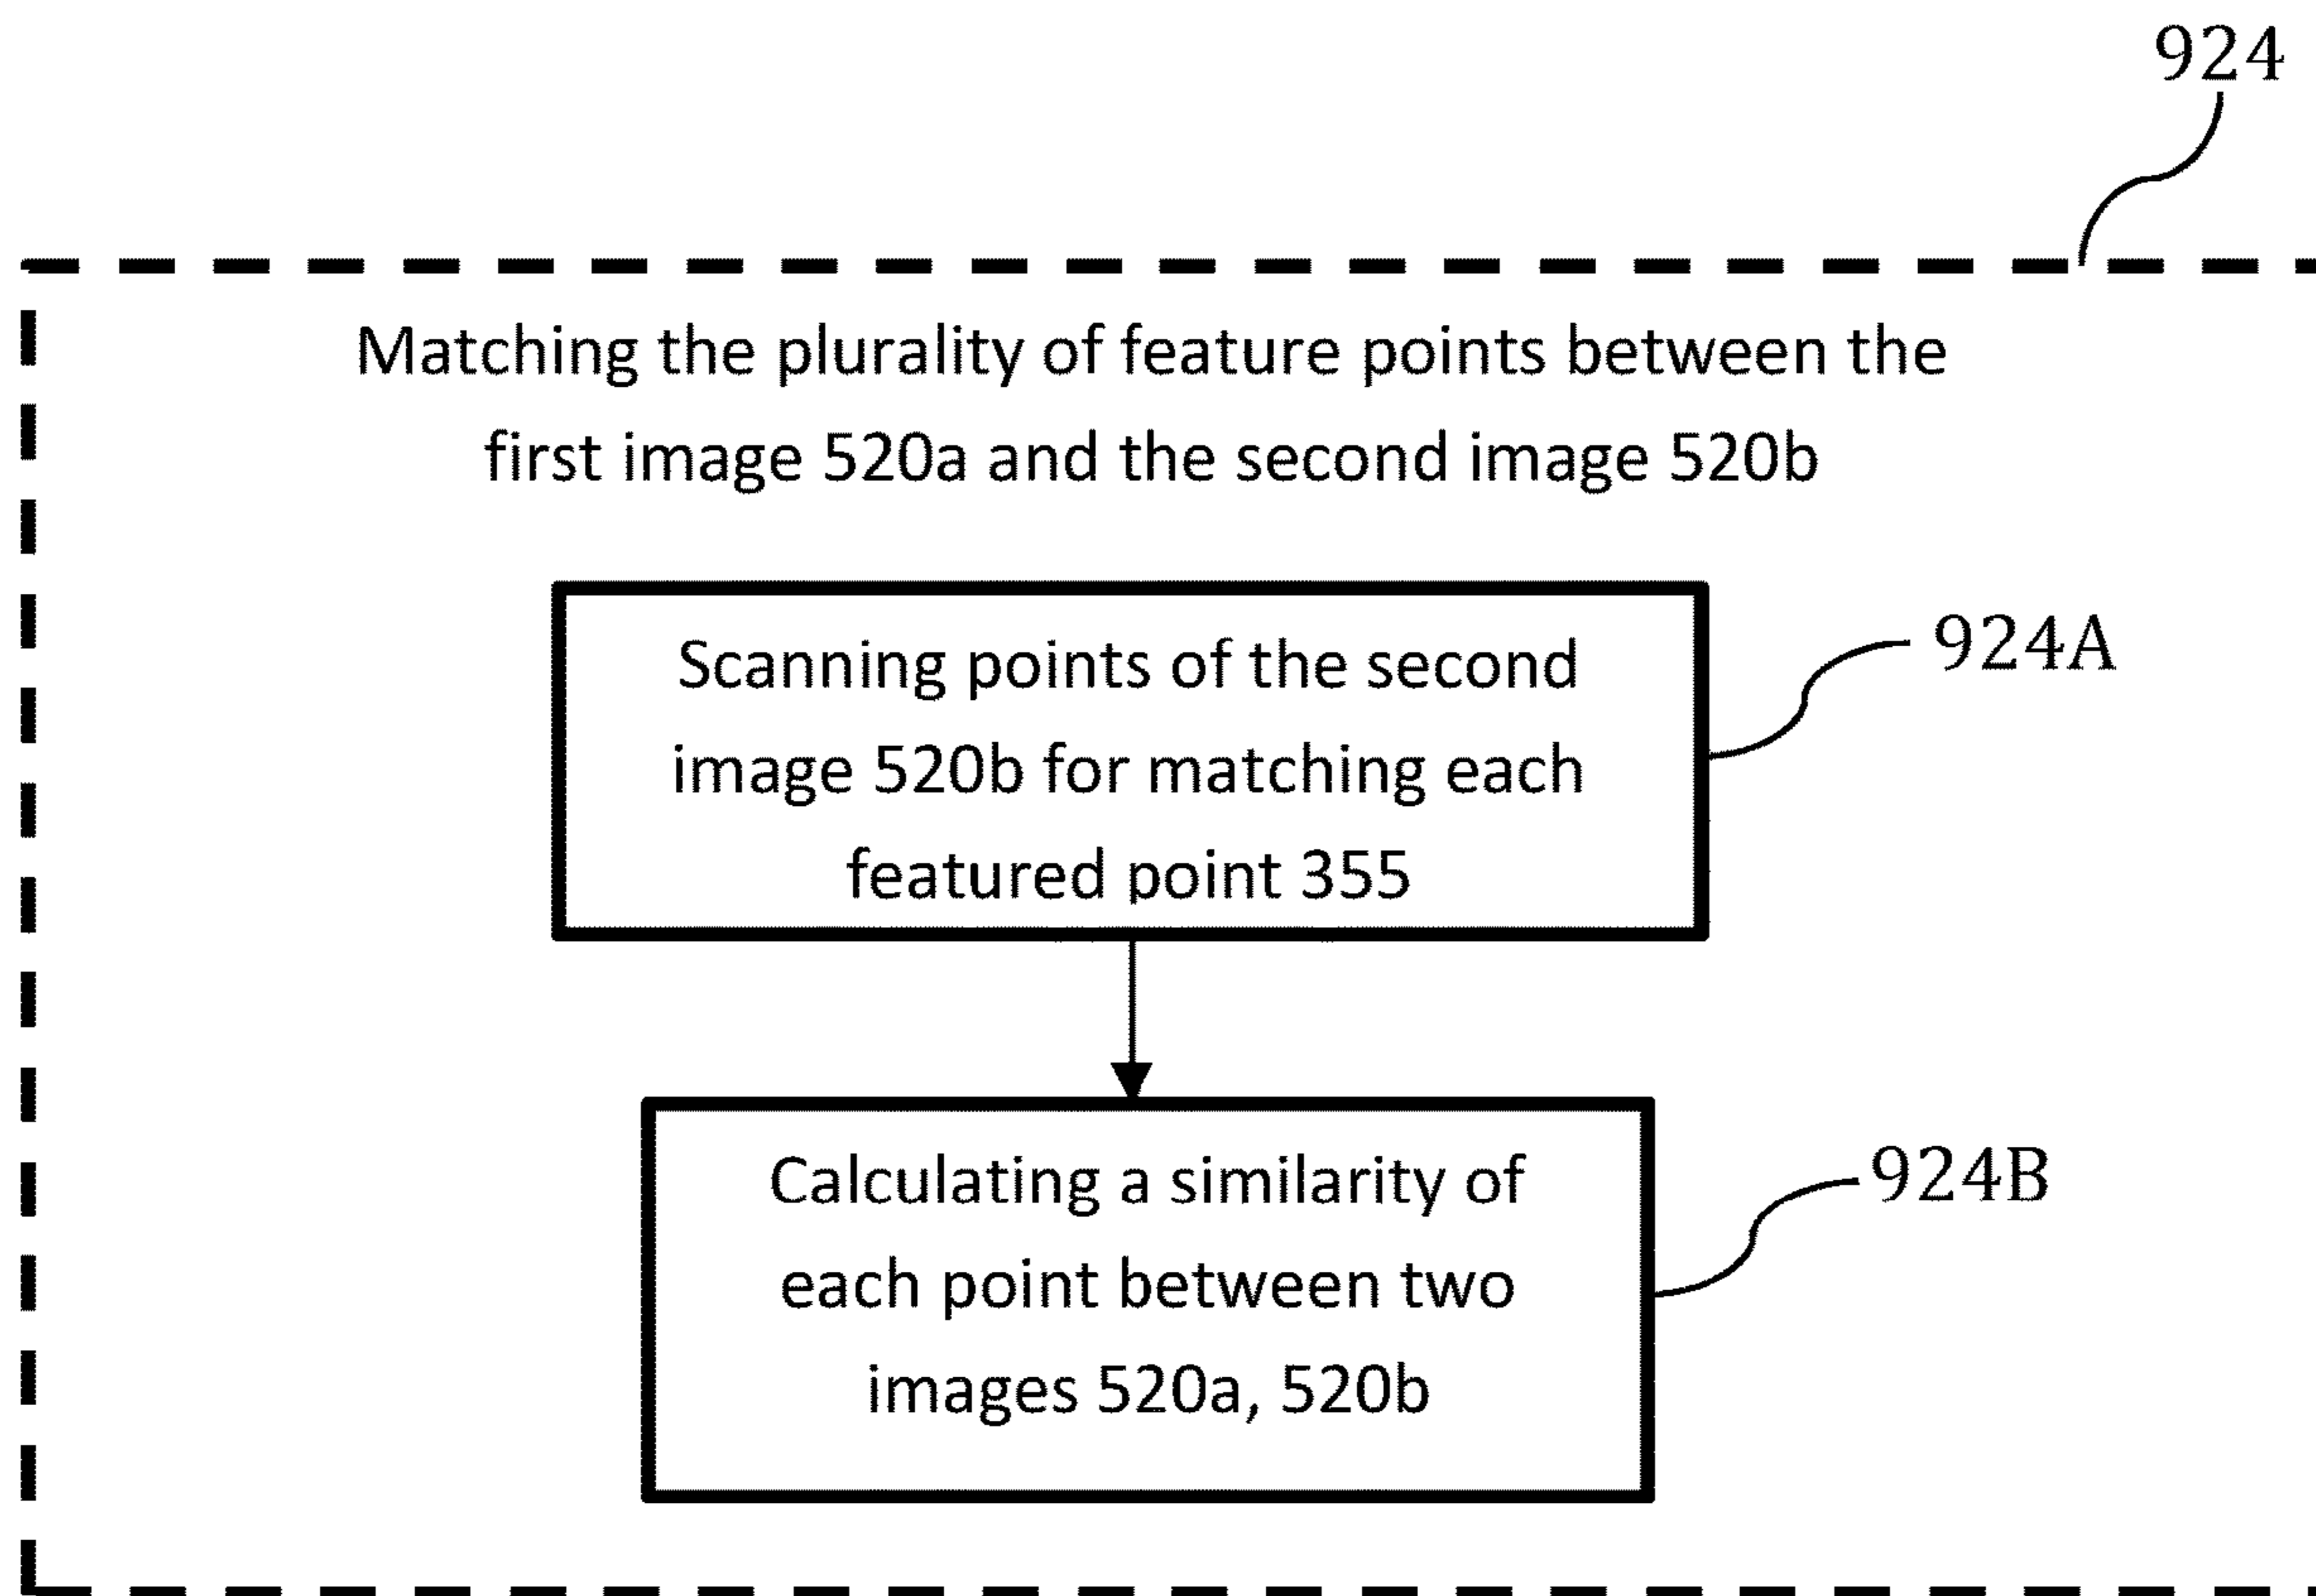 924
Matching the plurality of feature points between the
first image 520a and the second image 520b
Scanning points of the second
image 520b for matching each
featured point 355
924A
Calculating a similarity of
each point between two
images 520a, 520b
924B